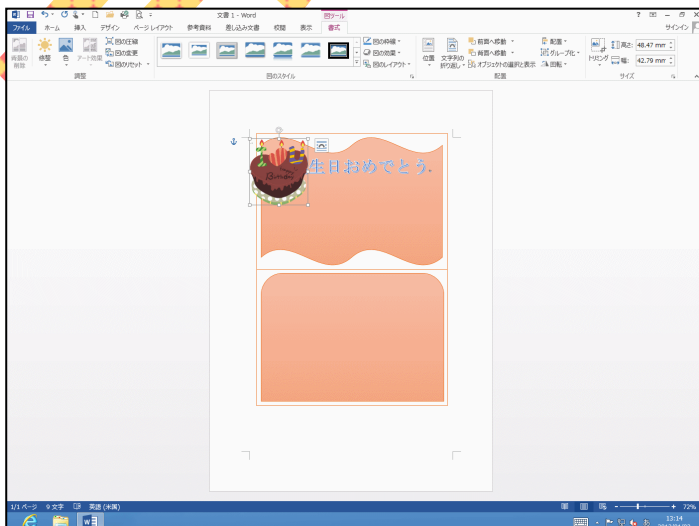 文書 1 - Word
図ツール
? 
ファイル ホーム 挿入 デザイン ページ レイアウト 参考資料 差し込み文書 校閲 表示 書式 サインイン
背景の削除
修整
色
アート効果
図の圧縮
図の変更
図のリセット
調整
図のスタイル
図の枠線
図の効果
図のレイアウト
位置
文字列の折り返し
前面へ移動
背面へ移動
オブジェクトの選択と表示
配置
グループ化
回転
配置
トリミング
高さ: 48.47 mm
幅: 42.79 mm
サイズ
生日おめでとう.
Birthday
1/1 ページ 9 文字 英語 (米国) 72%
13:14